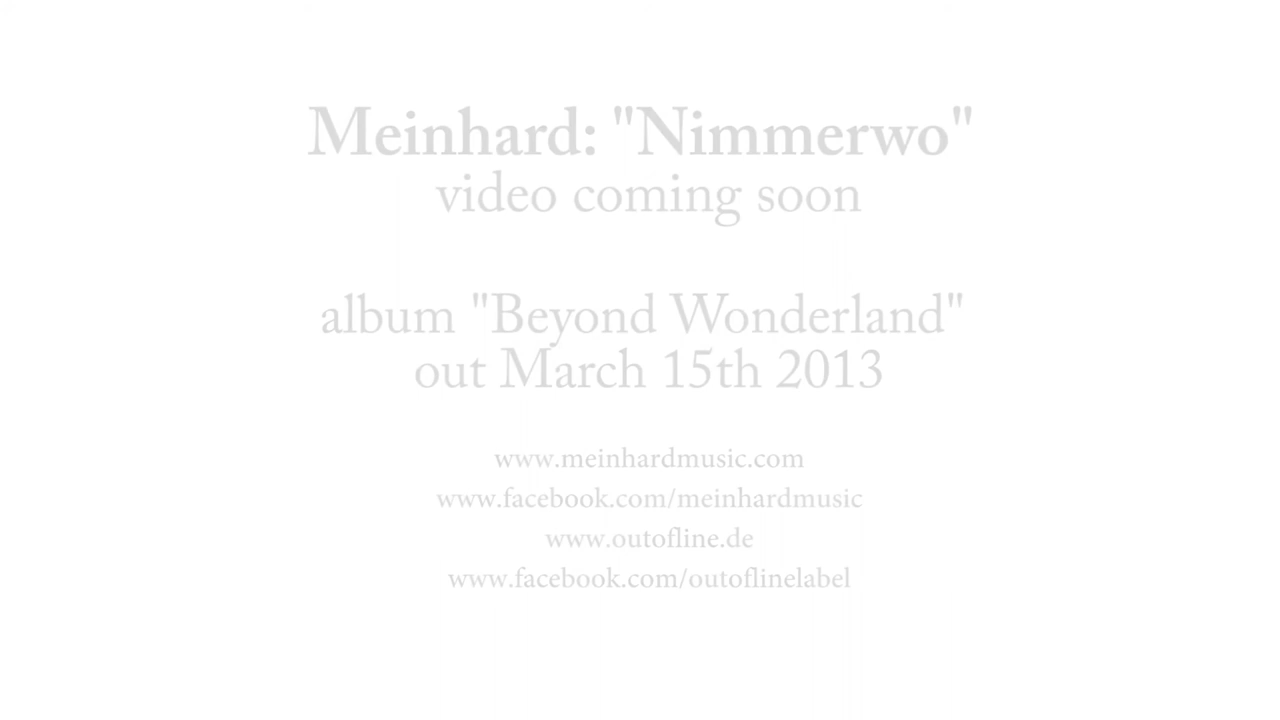 Meinhard: "Nimmerwo"
video coming soon
album "Beyond Wonderland"
out March 15th 2013
www.meinhardmusic.com
www.facebook.com/meinhardmusic
www.outofline.de
www.facebook.com/outoflinelabel